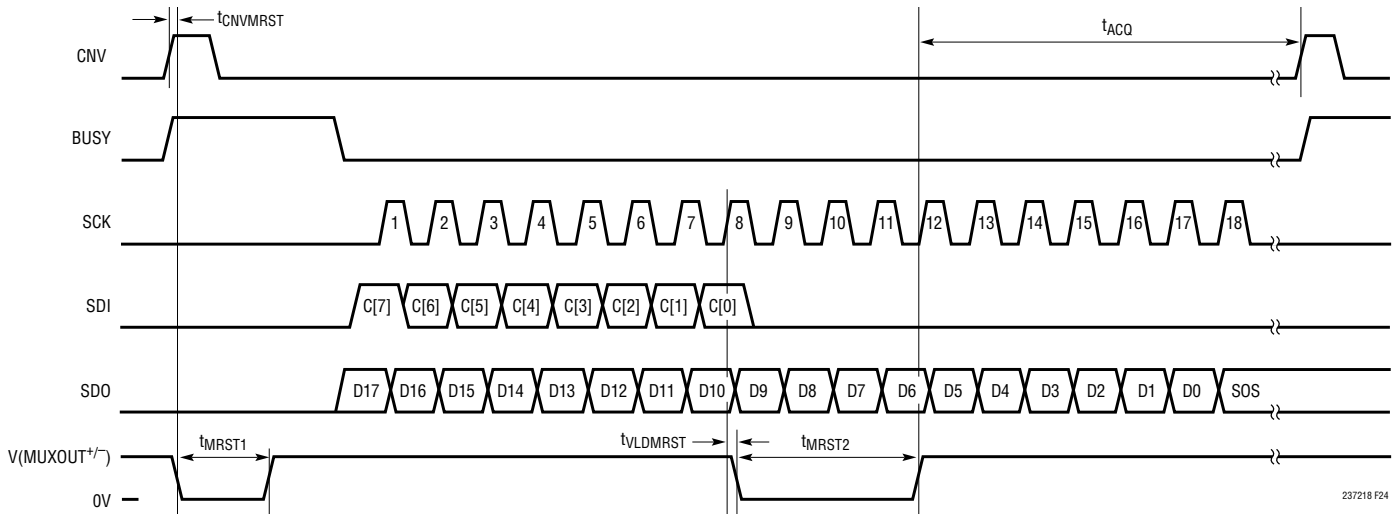 tCNVMRST
CNV
tACQ
BUSY
SCK
1 2 3 4 5 6 7 8 9 10 11 12 13 14 15 16 17 18
SDI
C[7] C[6] C[5] C[4] C[3] C[2] C[1] C[0]
SDO
D17 D16 D15 D14 D13 D12 D11 D10 D9 D8 D7 D6 D5 D4 D3 D2 D1 D0 SOS
V(MUXOUT+/–)
tMRST1
tVLDMRST
tMRST2
0V
237218 F24